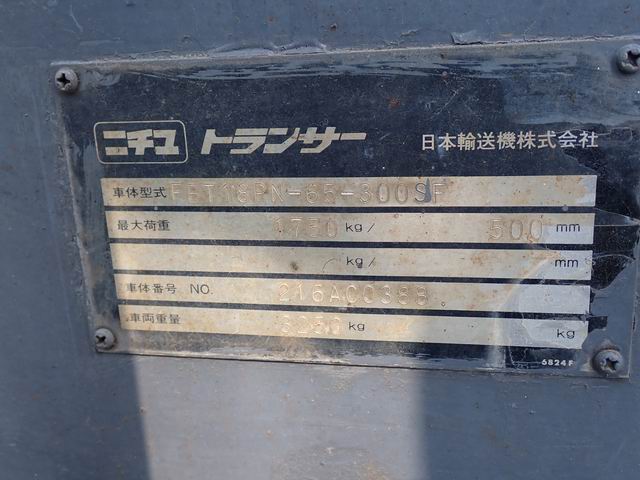 ニチユ トランサー 日本輸送機株式会社
車体型式 FBT18PN-65-300SF
最大荷重 1750 kg/ 500 mm
kg/ mm
車体番号 NO. 216AC0388
車両重量 kg kg
6824F